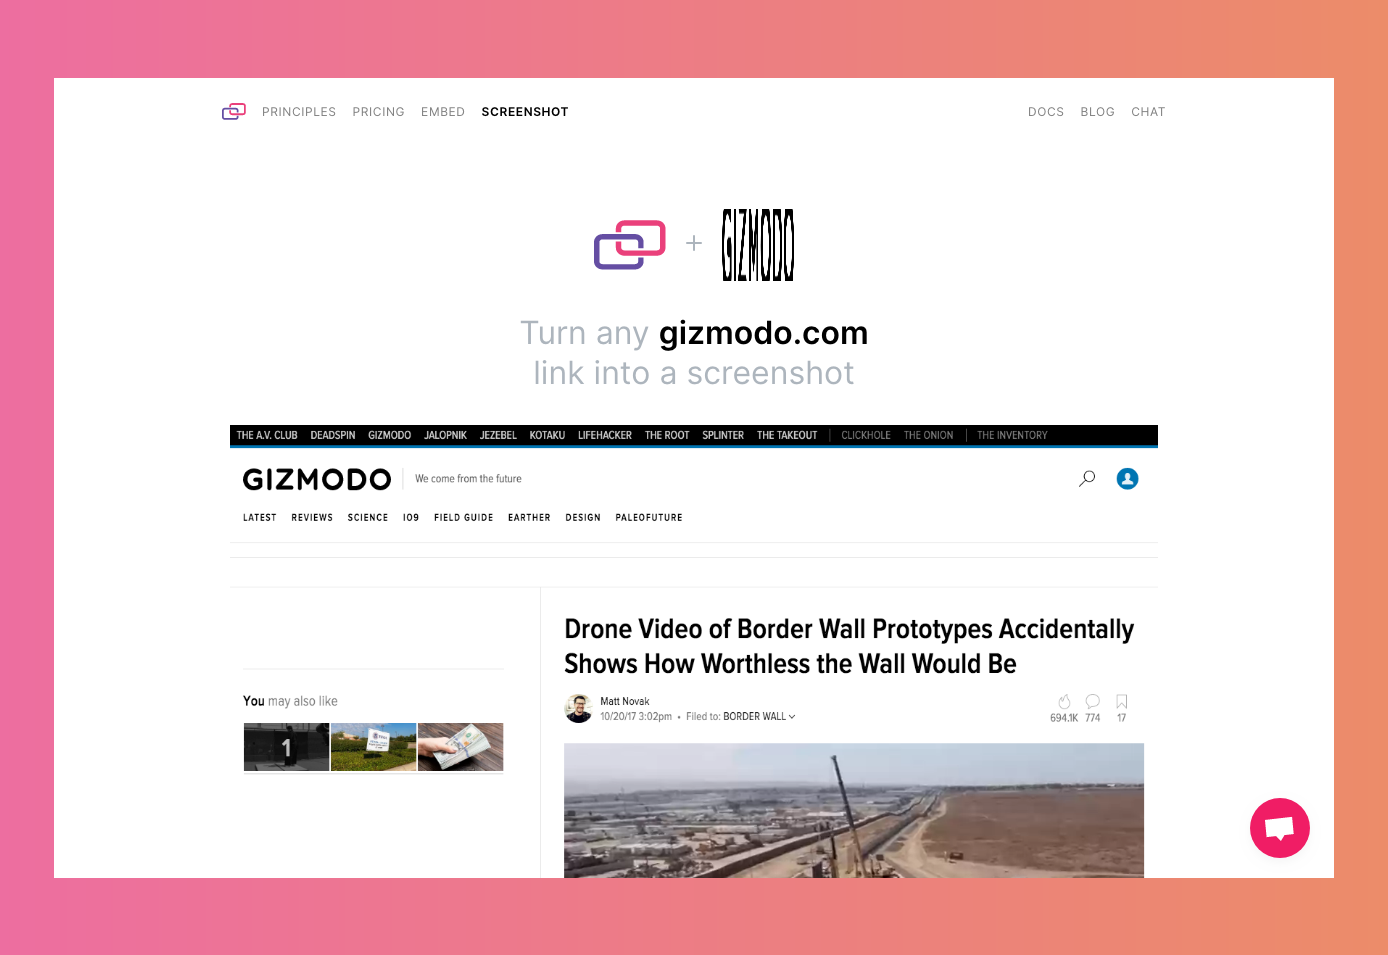 PRINCIPLES PRICING EMBED SCREENSHOT DOCS BLOG CHAT
+ GIZMODO
Turn any gizmodo.com
link into a screenshot
THE A.V. CLUB DEADSPIN GIZMODO JALOPNIK JEZEBEL KOTAKU LIFEHACKER THE ROOT SPLINTER THE TAKEOUT CLICKHOLE THE ONION THE INVENTORY
GIZMODO We come from the future
LATEST REVIEWS SCIENCE IO9 FIELD GUIDE EARTHER DESIGN PALEOFUTURE
Drone Video of Border Wall Prototypes Accidentally
Shows How Worthless the Wall Would Be
You may also like
1
Matt Novak
10/20/17 3:02pm • Filed to: BORDER WALL
694.1K 774 17